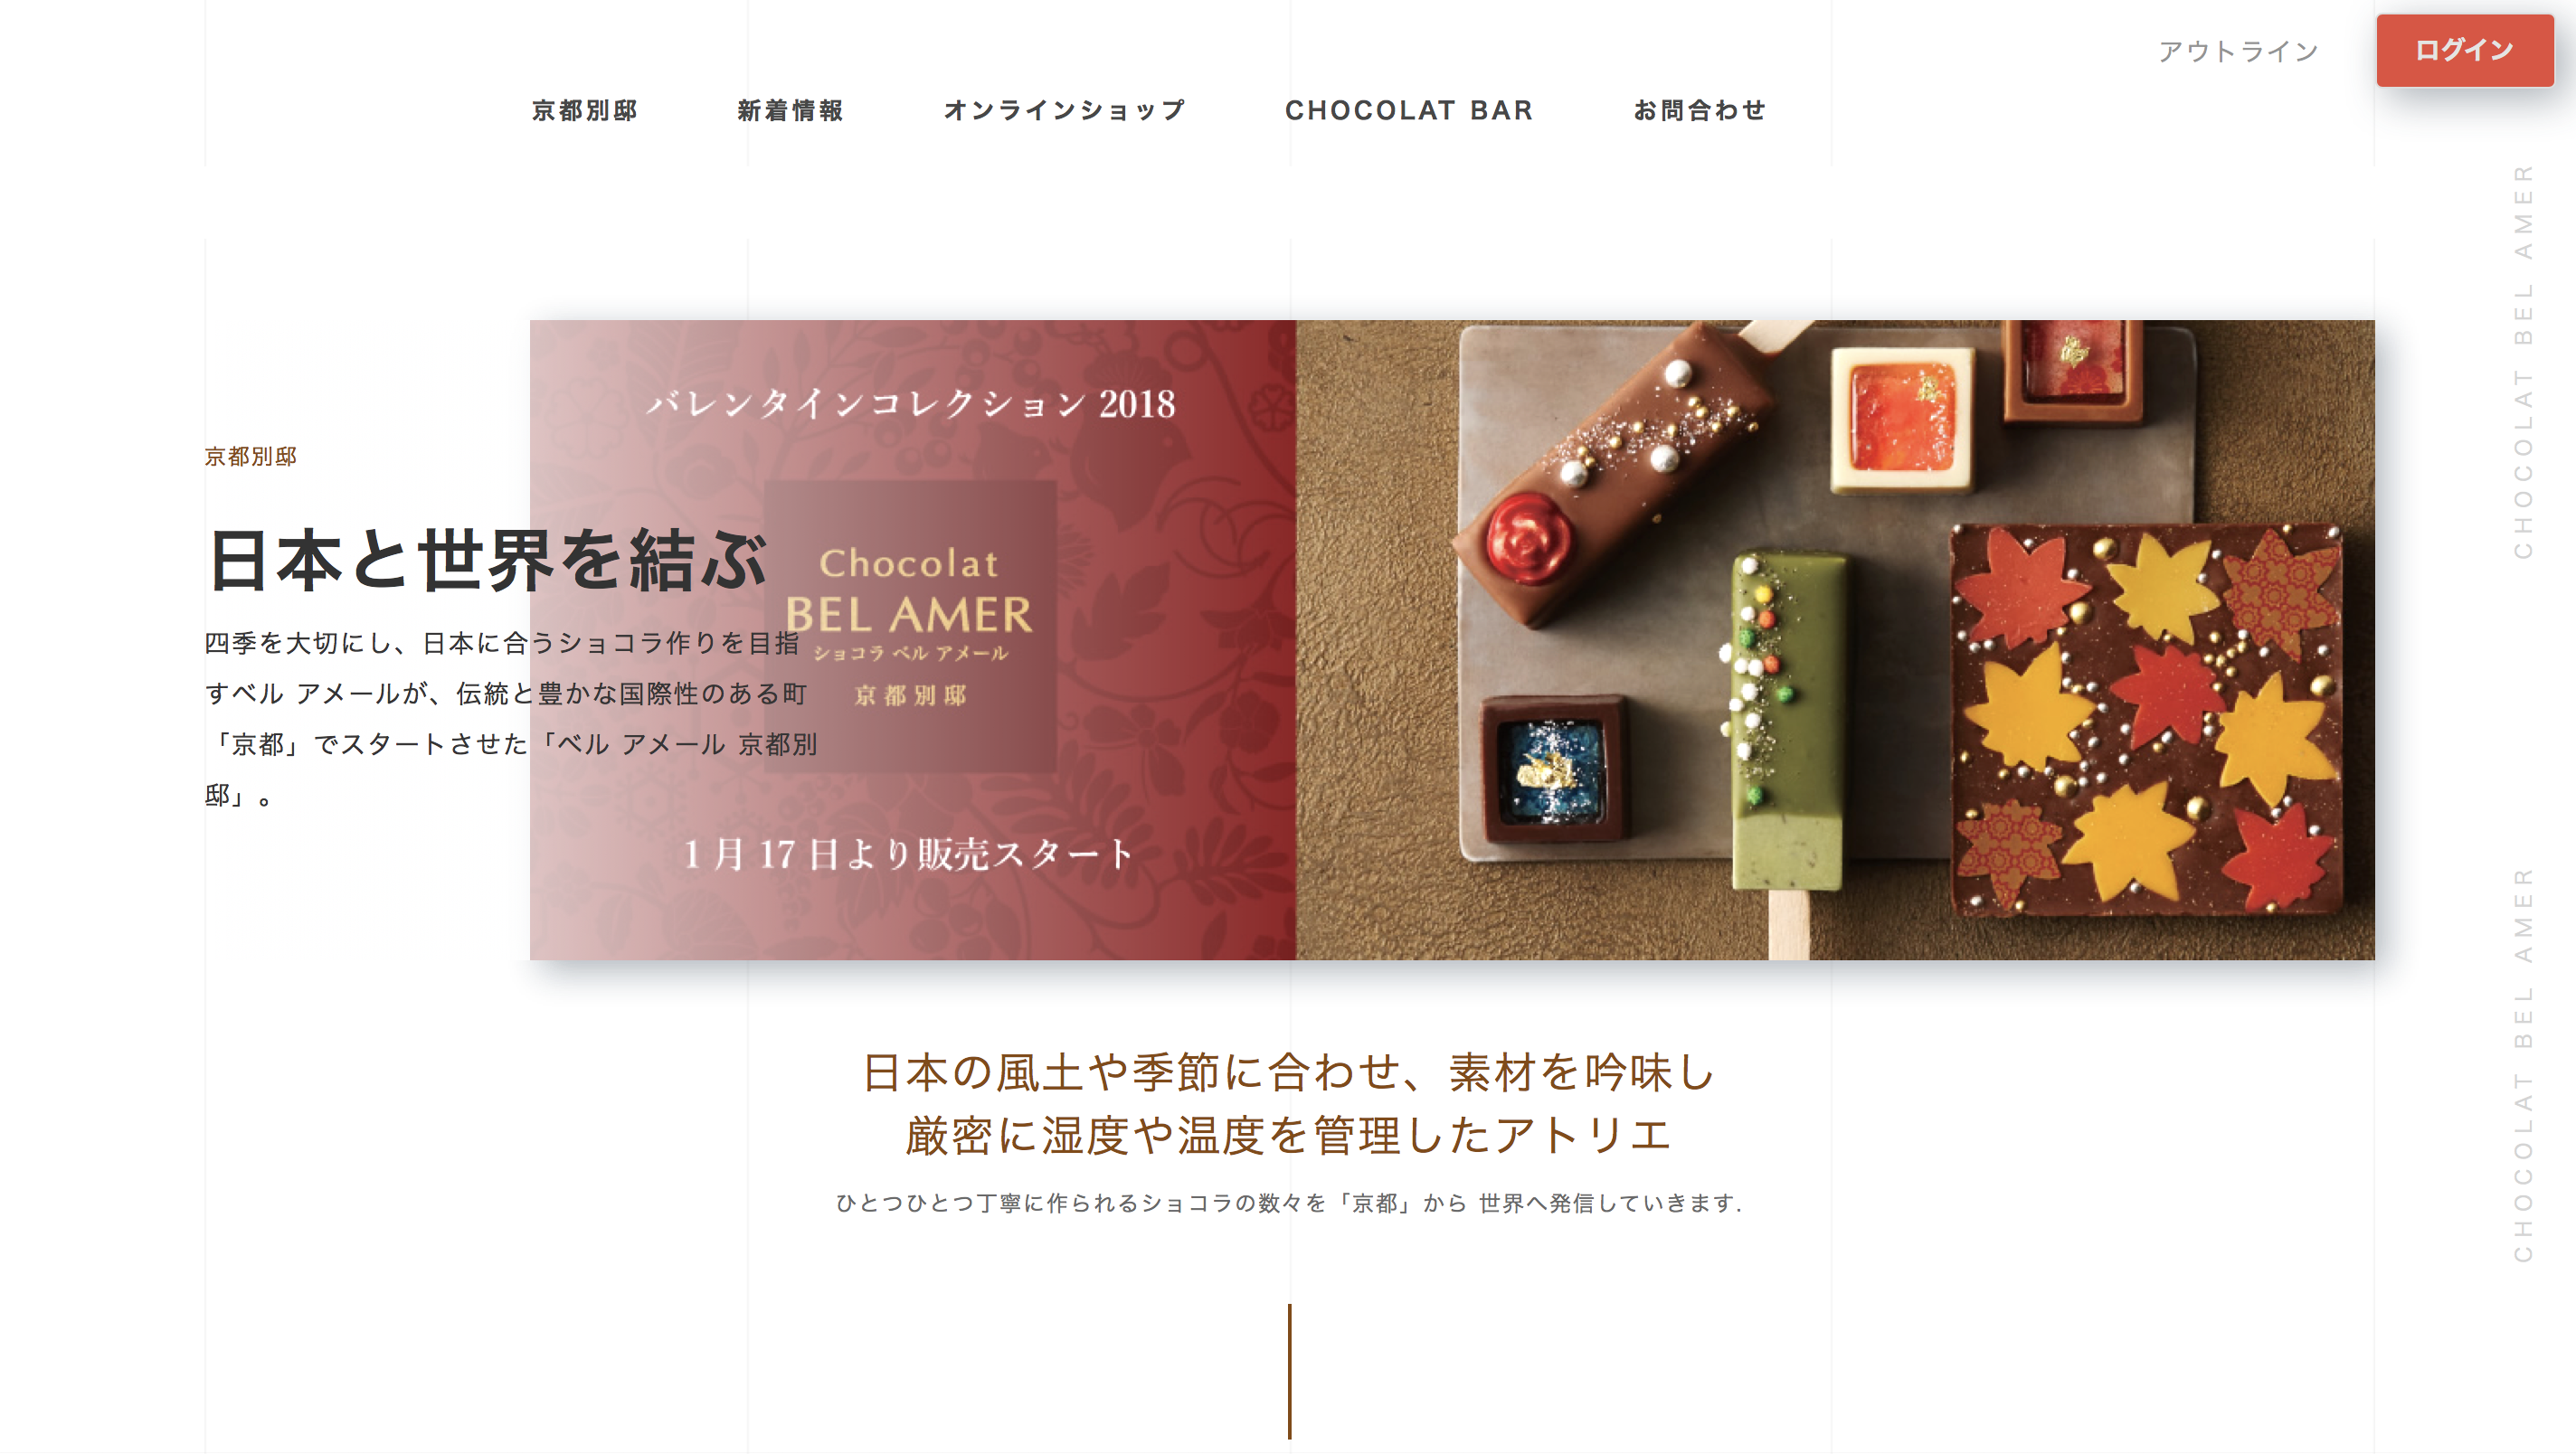 アウトライン
ログイン
京都別邸
新着情報
オンラインショップ
CHOCOLAT BAR
お問合わせ
バレンタインコレクション 2018
京都別邸
日本と世界を結ぶ
四季を大切にし、日本に合うショコラ作りを目指
すベル アメールが、伝統と豊かな国際性のある町
「京都」でスタートさせた「ベル アメール 京都別
邸」。
Chocolat
BEL AMER
ショコラ ベル アメール
京都別邸
1 月 17 日より販売スタート
CHOCOLAT BEL AMER
CHOCOLAT BEL AMER
日本の風土や季節に合わせ、素材を吟味し
厳密に湿度や温度を管理したアトリエ
ひとつひとつ丁寧に作られるショコラの数々を「京都」から 世界へ発信していきます.